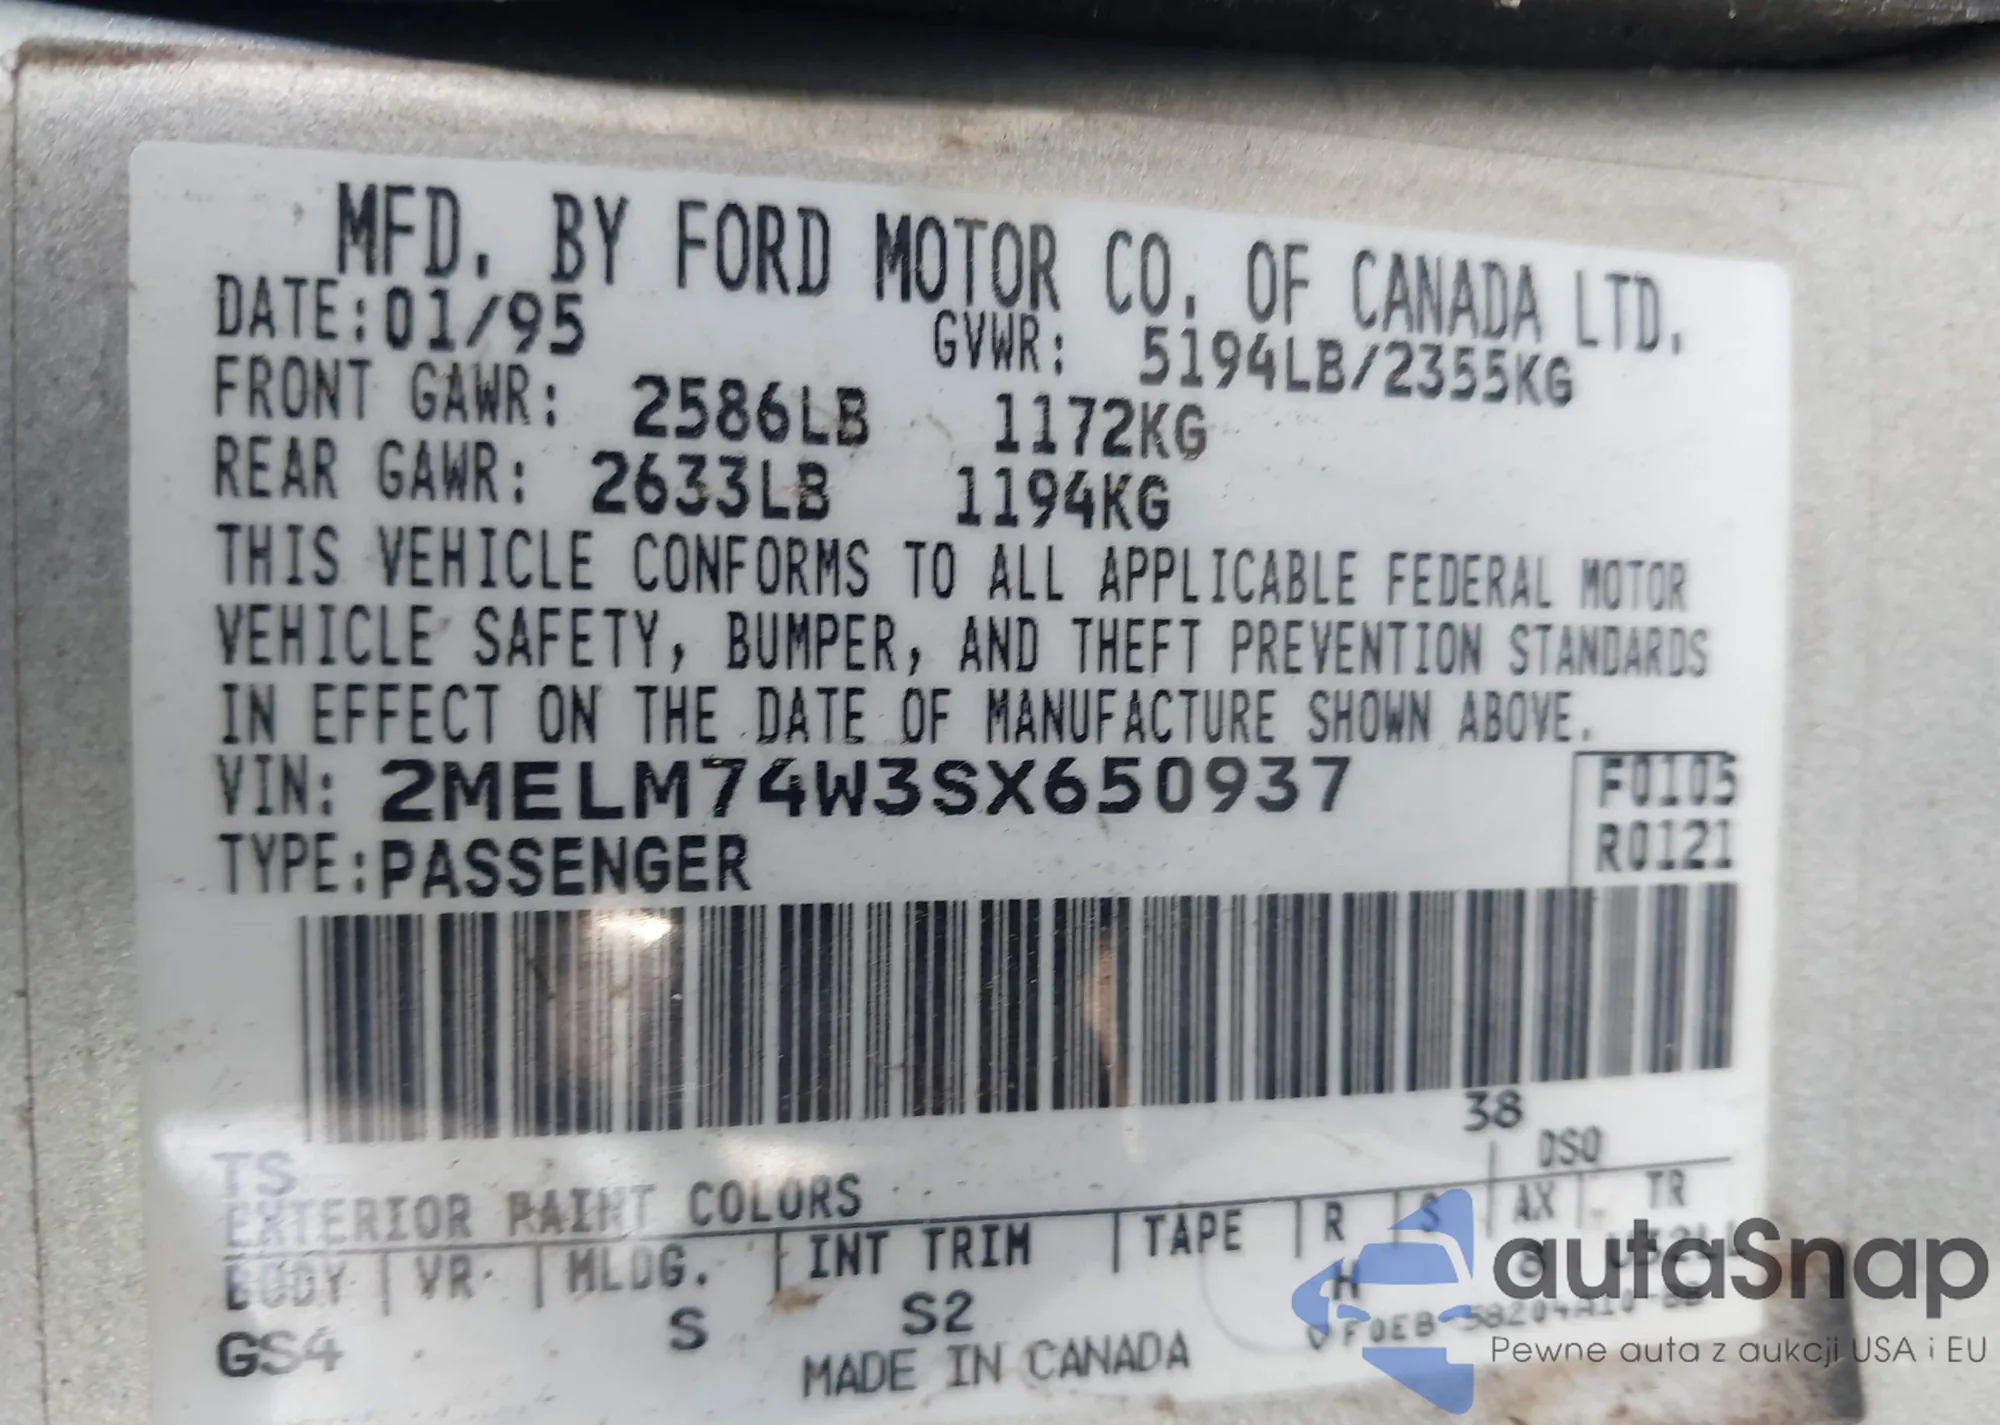 MFD. BY FORD MOTOR CO. OF CANADA LTD.
DATE: 01/95 GVWR: 5194LB/2355KG
FRONT GAWR: 2586LB 1172KG
REAR GAWR: 2633LB 1194KG
THIS VEHICLE CONFORMS TO ALL APPLICABLE FEDERAL MOTOR
VEHICLE SAFETY, BUMPER, AND THEFT PREVENTION STANDARDS
IN EFFECT ON THE DATE OF MANUFACTURE SHOWN ABOVE.
VIN: 2MELM74W3SX650937
F0105
TYPE: PASSENGER
R0121
38
TS
DSO
EXTERIOR PAINT COLORS
BODY VR MLDG. INT TRIM TAPE R S AX TR
GS4 S S2 H
MADE IN CANADA
autaSnap
Pewne auta z aukcji USA i EU